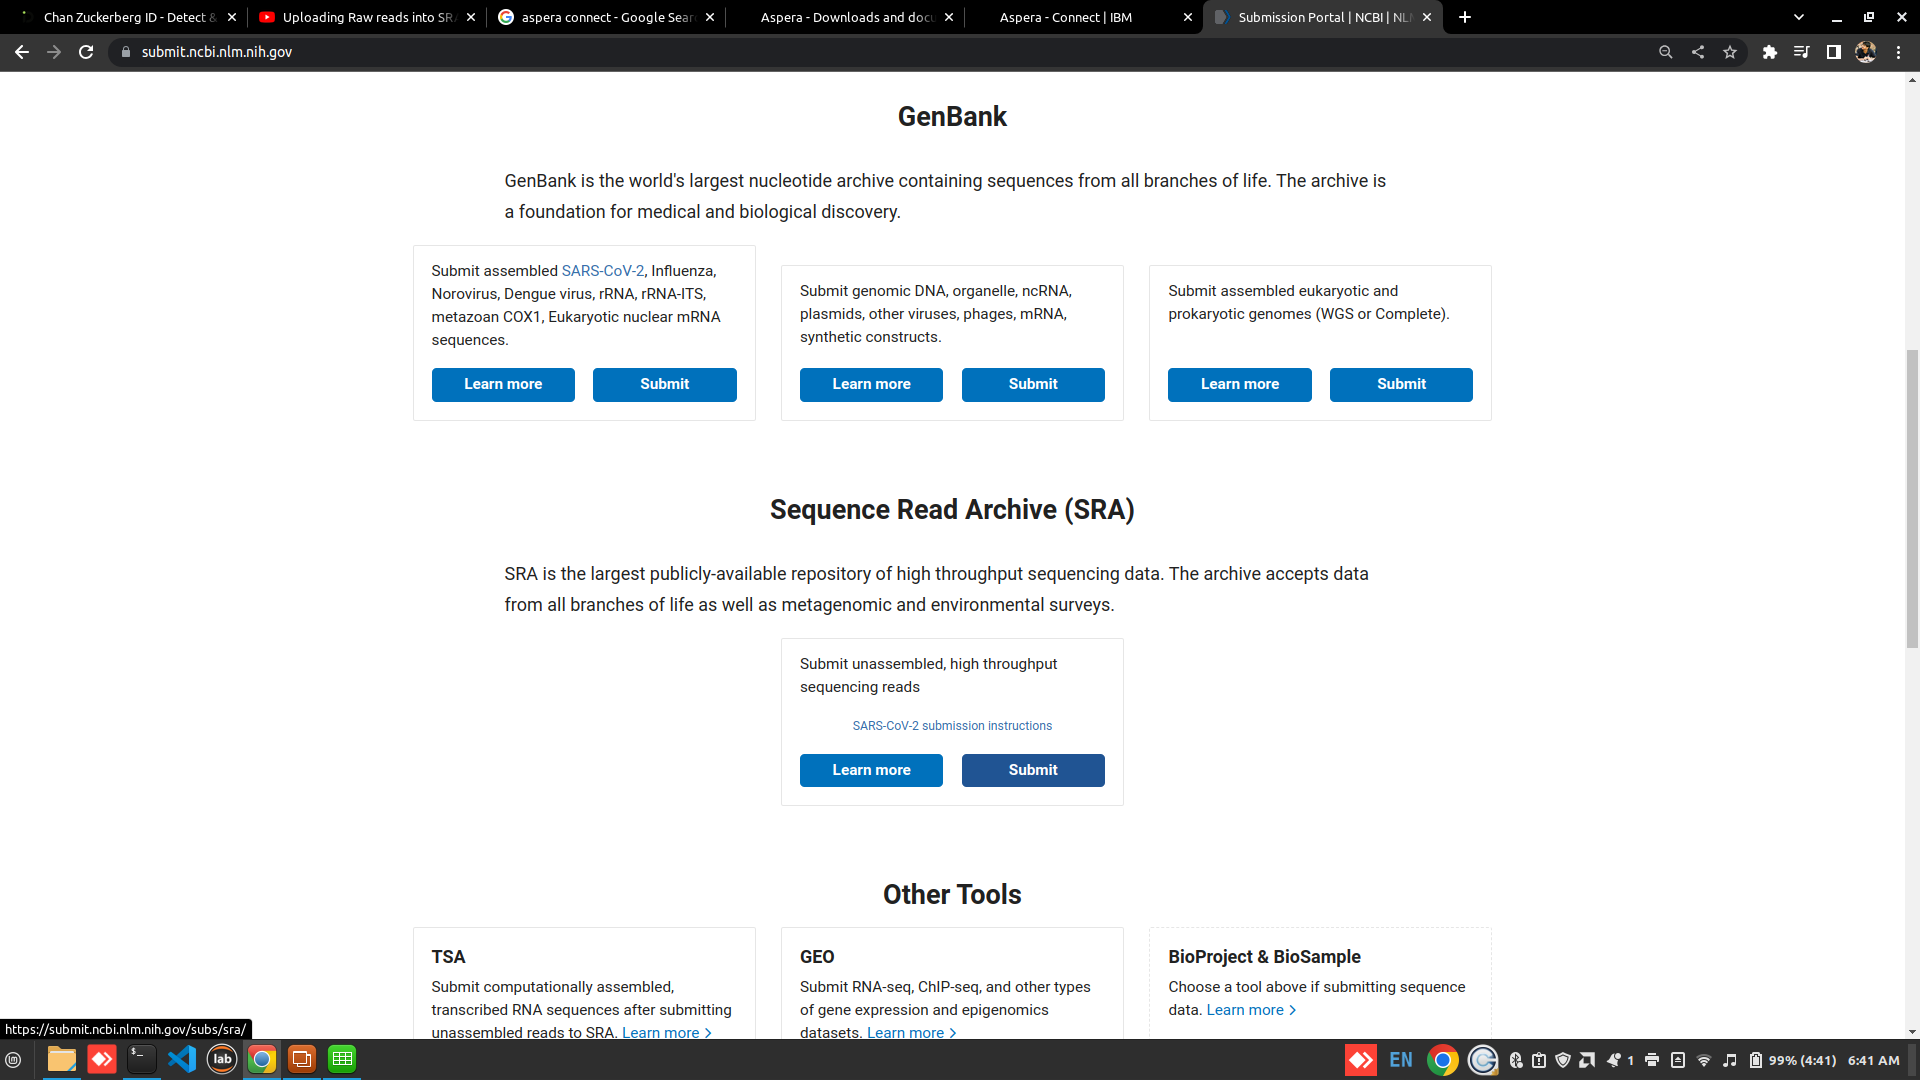 Chan Zuckerberg ID - Detect &
Uploading Raw reads into SRA
aspera connect - Google Sear
Aspera - Downloads and docu
Aspera - Connect | IBM
Submission Portal | NCBI | NLM
submit.ncbi.nlm.nih.gov
GenBank
GenBank is the world's largest nucleotide archive containing sequences from all branches of life. The archive is
a foundation for medical and biological discovery.
Submit assembled SARS-CoV-2, Influenza,
Norovirus, Dengue virus, rRNA, rRNA-ITS,
metazoan COX1, Eukaryotic nuclear mRNA
sequences.
Learn more
Submit
Submit genomic DNA, organelle, ncRNA,
plasmids, other viruses, phages, mRNA,
synthetic constructs.
Learn more
Submit
Submit assembled eukaryotic and
prokaryotic genomes (WGS or Complete).
Learn more
Submit
Sequence Read Archive (SRA)
SRA is the largest publicly-available repository of high throughput sequencing data. The archive accepts data
from all branches of life as well as metagenomic and environmental surveys.
Submit unassembled, high throughput
sequencing reads
SARS-CoV-2 submission instructions
Learn more
Submit
Other Tools
TSA
Submit computationally assembled,
transcribed RNA sequences after submitting
unassembled reads to SRA. Learn more
GEO
Submit RNA-seq, ChIP-seq, and other types
of gene expression and epigenomics
datasets. Learn more
BioProject & BioSample
Choose a tool above if submitting sequence
data. Learn more
https://submit.ncbi.nlm.nih.gov/subs/sra/
$_
lab
EN
1
99% (4:41)
6:41 AM